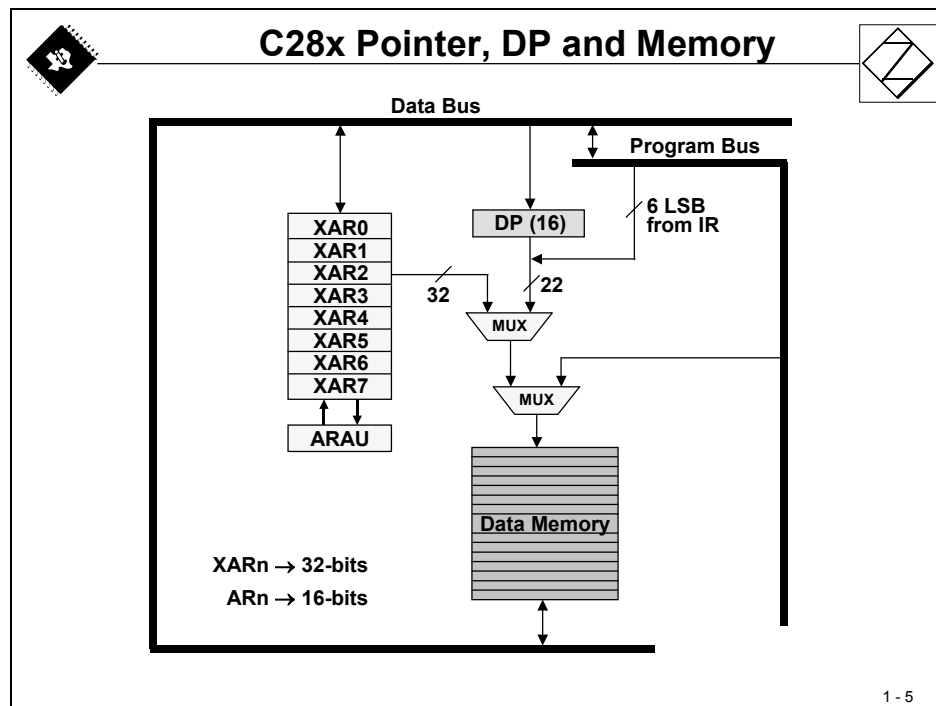 C28x Pointer, DP and Memory
Data Bus
Program Bus
6 LSB
from IR
DP (16)
XAR0
XAR1
XAR2
XAR3
XAR4
XAR5
XAR6
XAR7
32
22
MUX
MUX
ARAU
Data Memory
XARn → 32-bits
ARn → 16-bits
1 - 5